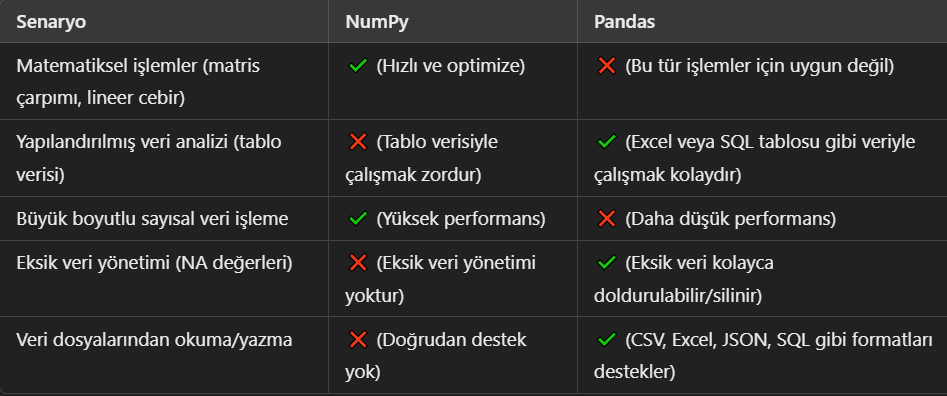 Senaryo NumPy Pandas
Matematiksel işlemler (matris çarpımı, lineer cebir) ✓ (Hızlı ve optimize) ✗ (Bu tür işlemler için uygun değil)
Yapılandırılmış veri analizi (tablo verisi) ✗ (Tablo verisiyle çalışmak zordur) ✓ (Excel veya SQL tablosu gibi veriyle çalışmak kolaydır)
Büyük boyutlu sayısal veri işleme ✓ (Yüksek performans) ✗ (Daha düşük performans)
Eksik veri yönetimi (NA değerleri) ✗ (Eksik veri yönetimi yoktur) ✓ (Eksik veri kolayca doldurulabilir/silinir)
Veri dosyalarından okuma/yazma ✗ (Doğrudan destek yok) ✓ (CSV, Excel, JSON, SQL gibi formatları destekler)